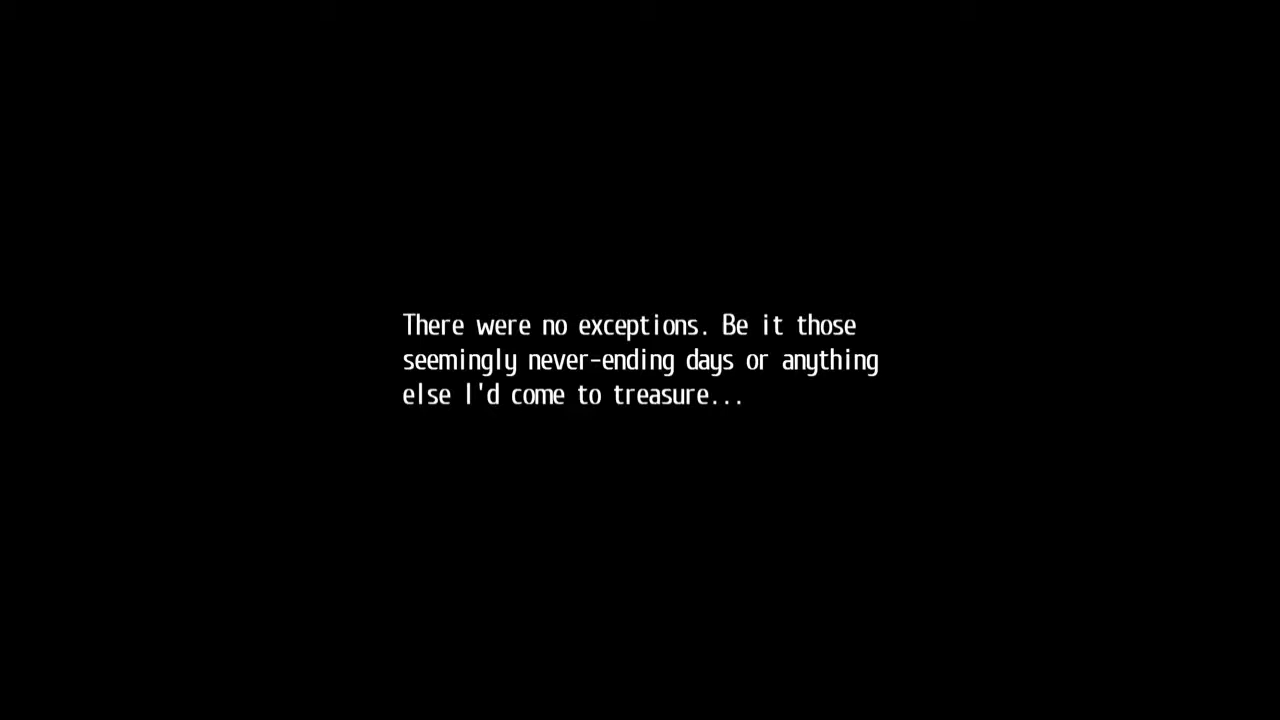 There were no exceptions. Be it those
seemingly never-ending days or anything
else I'd come to treasure...